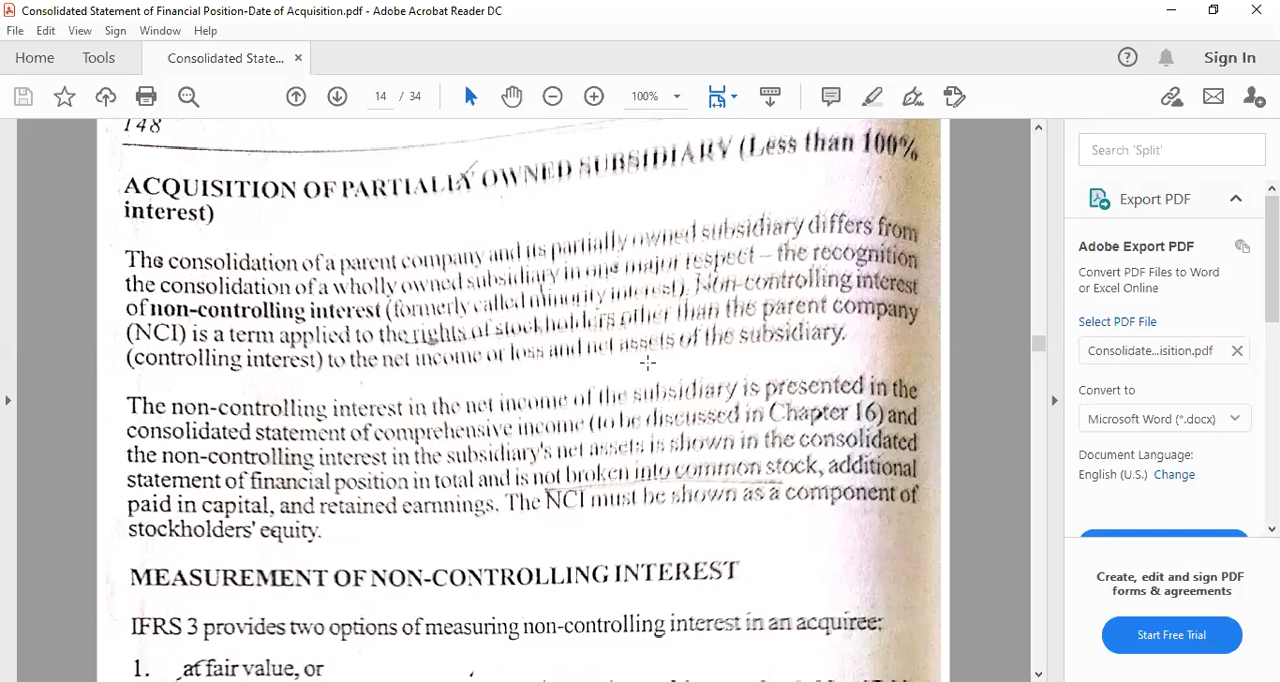 Consolidated Statement of Financial Position-Date of Acquisition.pdf - Adobe Acrobat Reader DC
File Edit View Sign Window Help
Home Tools Consolidated State... ×
Sign In
14 / 34
100%
148
ACQUISITION OF PARTIALLY OWNED SUBSIDIARY (Less than 100%
interest)
The consolidation of a parent company and its partially owned subsidiary differs from
the consolidation of a wholly owned subsidiary in one major respect – the recognition
of non-controlling interest (formerly called minority interest). Non-controlling interest
(NCI) is a term applied to the rights of stockholders other than the parent company
(controlling interest) to the net income or loss and net assets of the subsidiary.
The non-controlling interest in the net income of the subsidiary is presented in the
consolidated statement of comprehensive income (to be discussed in Chapter 16) and
the non-controlling interest in the subsidiary's net assets is shown in the consolidated
statement of financial position in total and is not broken into common stock, additional
paid in capital, and retained earnnings. The NCI must be shown as a component of
stockholders' equity.
MEASUREMENT OF NON-CONTROLLING INTEREST
IFRS 3 provides two options of measuring non-controlling interest in an acquiree:
1. at fair value, or
Search 'Split'
Export PDF
Adobe Export PDF
Convert PDF Files to Word
or Excel Online
Select PDF File
Consolidate...isition.pdf
Convert to
Microsoft Word (*.docx)
Document Language:
English (U.S.) Change
Create, edit and sign PDF
forms & agreements
Start Free Trial